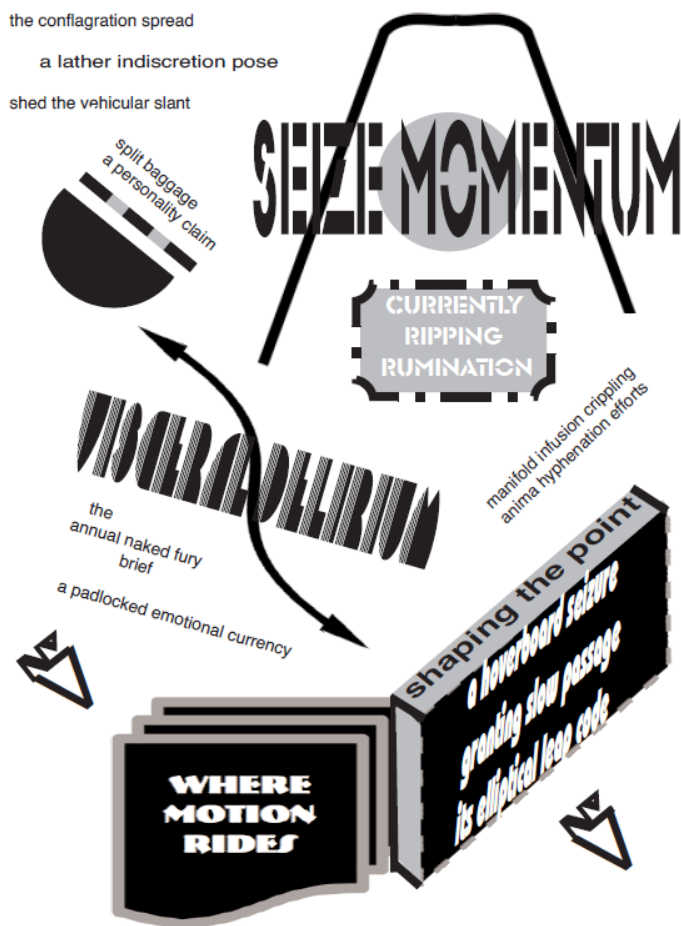 the conflagration spread
a lather indiscretion pose
shed the vehicular slant
split baggage
a personality claim
SEIZE MOMENTUM
CURRENTLY
RIPPING
RUMINATION
manifold infusion crippling
anima hyphenation efforts
VISCERAL DELIRIUM
the
annual naked fury
brief
a padlocked emotional currency
shaping the point
a hoverboard seizure
granting slow passage
its elliptical leap code
WHERE
MOTION
RIDES